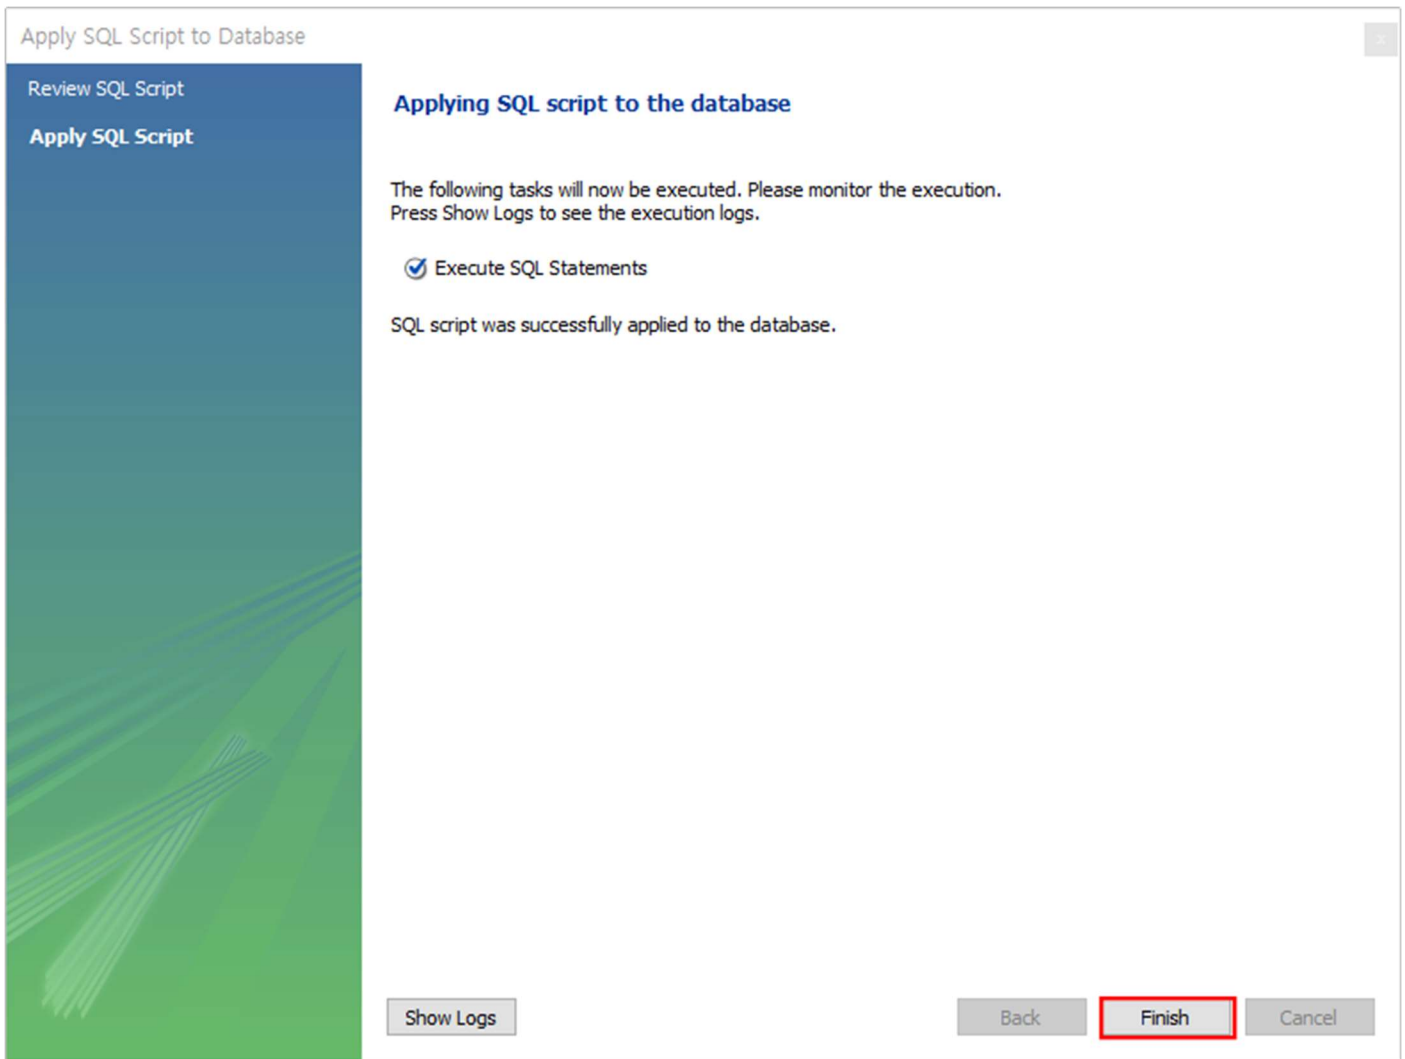 Apply SQL Script to Database
x
Review SQL Script
Apply SQL Script
Applying SQL script to the database
The following tasks will now be executed. Please monitor the execution.
Press Show Logs to see the execution logs.
Execute SQL Statements
SQL script was successfully applied to the database.
Show Logs
Back
Finish
Cancel